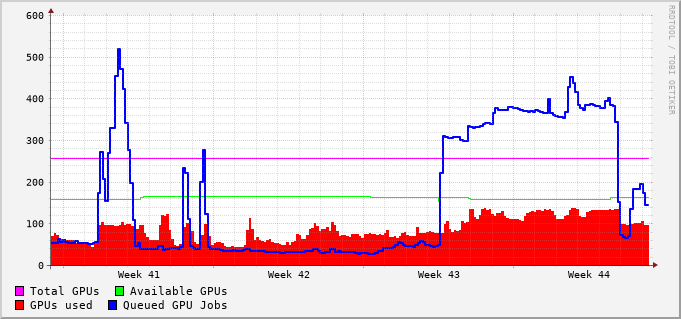 600
500
400
300
200
100
0
Week 41 Week 42 Week 43 Week 44
Total GPUs Available GPUs
GPUs used Queued GPU Jobs
RRDTOOL / TOBI OETIKER